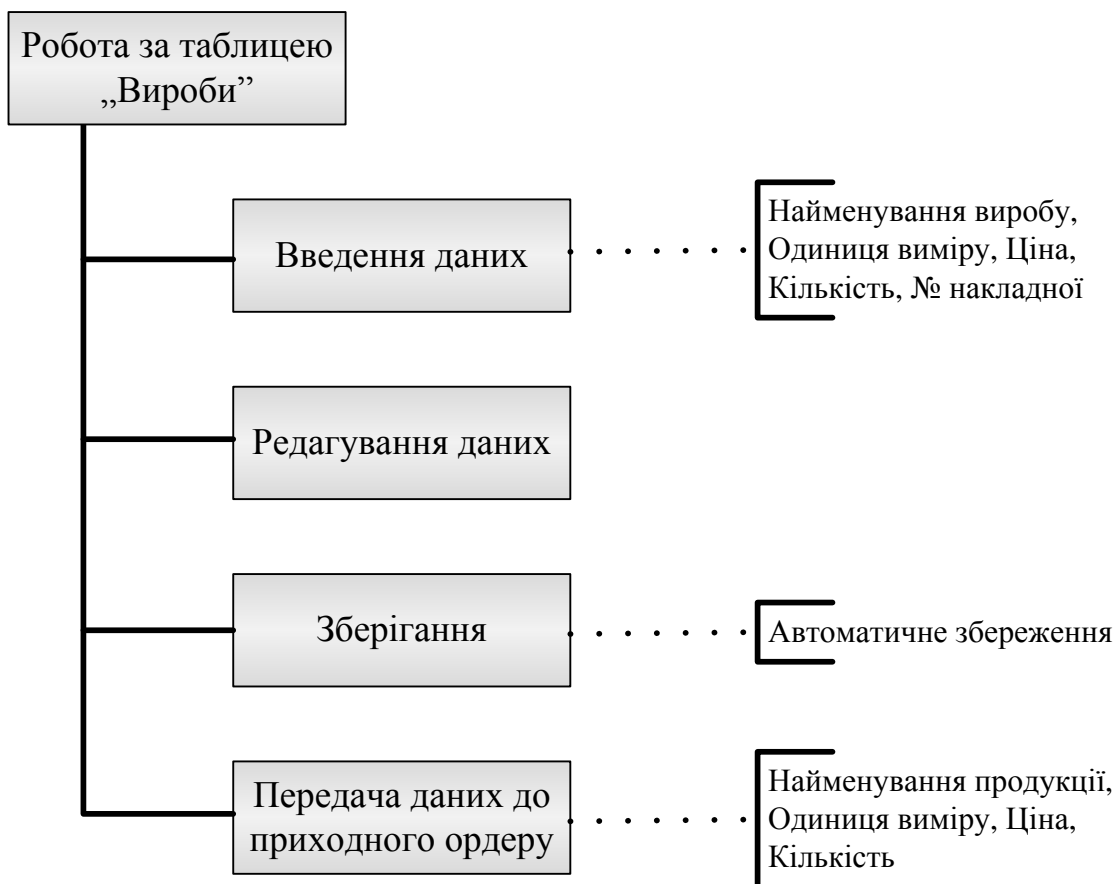 Робота за таблицею
„Вироби”
Введення даних
Найменування виробу,
Одиниця виміру, Ціна,
Кількість, № накладної
Редагування даних
Зберігання
Автоматичне збереження
Передача даних до
приходного ордеру
Найменування продукції,
Одиниця виміру, Ціна,
Кількість